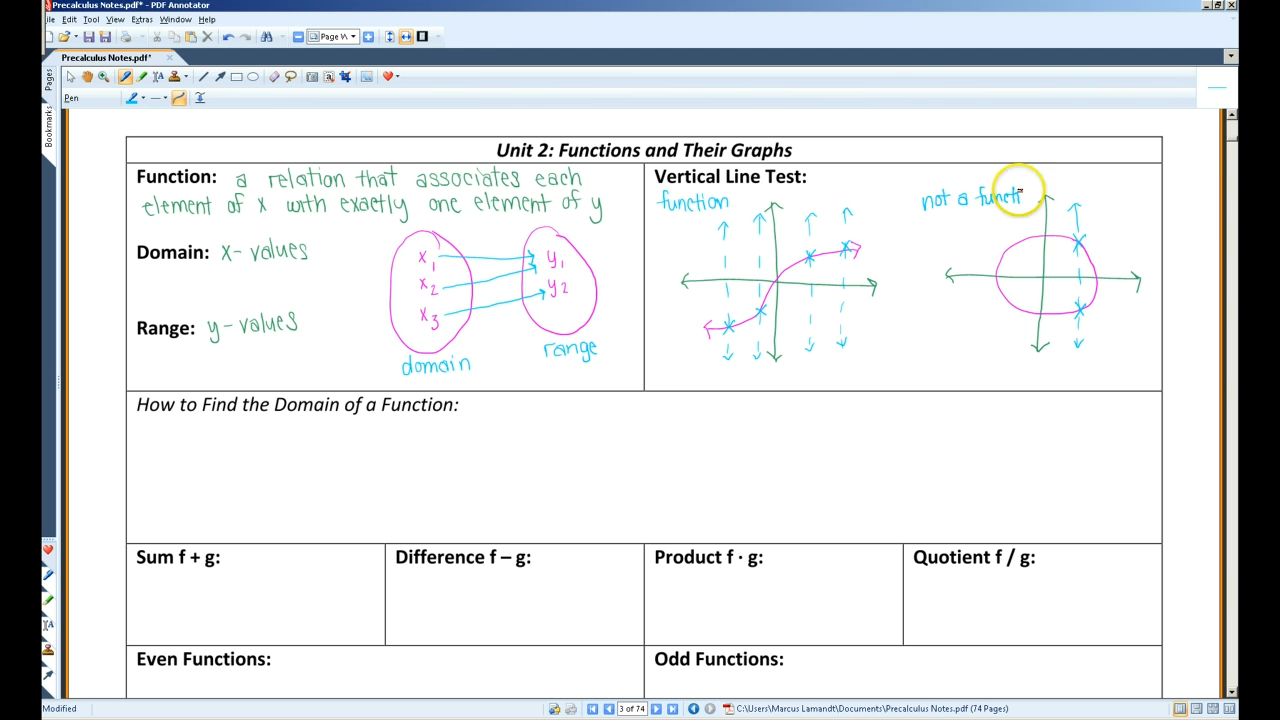 Precalculus Notes.pdf* - PDF Annotator
ile Edit Tool View Extras Window Help
Page W
Precalculus Notes.pdf* ×
Pen
Pages
Bookmarks
Unit 2: Functions and Their Graphs
Function: a relation that associates each
element of x with exactly one element of y
Domain: x-values
Range: y-values
x1
x2
x3
domain
y1
y2
range
Vertical Line Test:
function
not a functi
How to Find the Domain of a Function:
Sum f + g:
Difference f – g:
Product f · g:
Quotient f / g:
Even Functions:
Odd Functions:
Modified
3 of 74
C:\Users\Marcus Lamandt\Documents\Precalculus Notes.pdf (74 Pages)